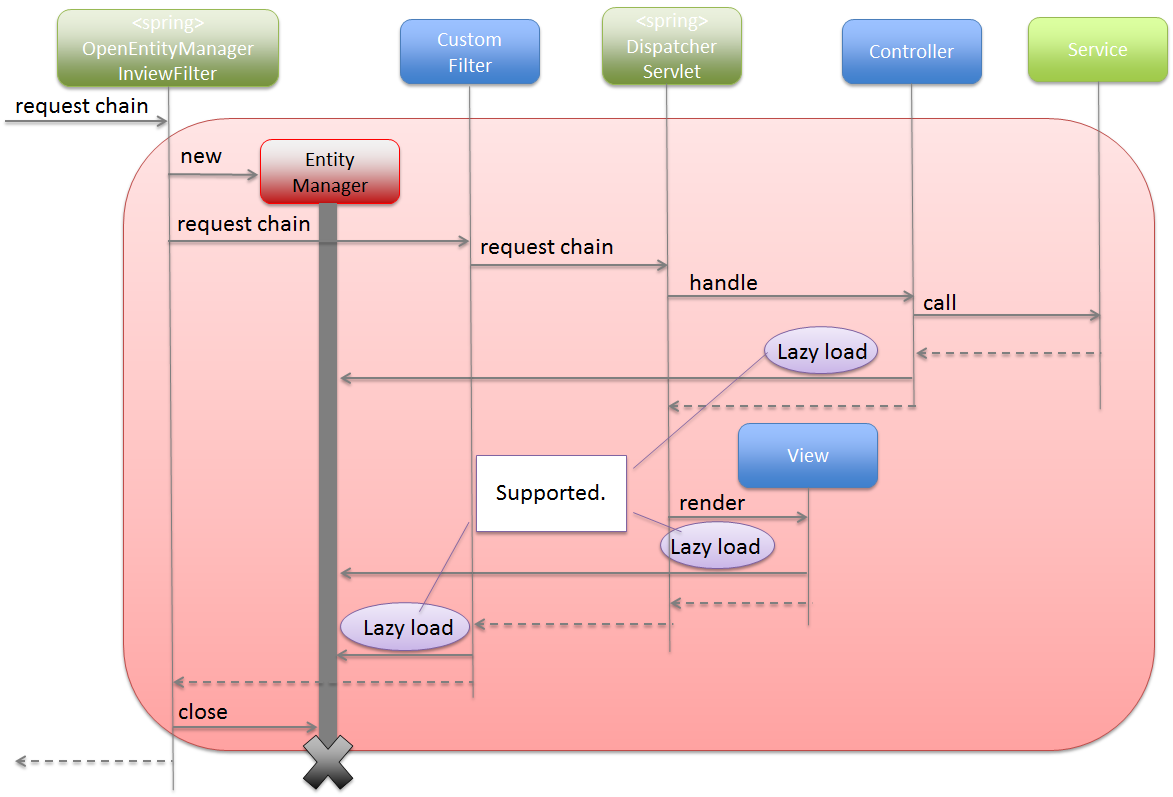 <spring>
OpenEntityManager
InviewFilter
Custom
Filter
<spring>
Dispatcher
Servlet
Controller
Service
request chain
new
Entity
Manager
request chain
request chain
handle
call
Lazy load
View
Supported.
render
Lazy load
Lazy load
close